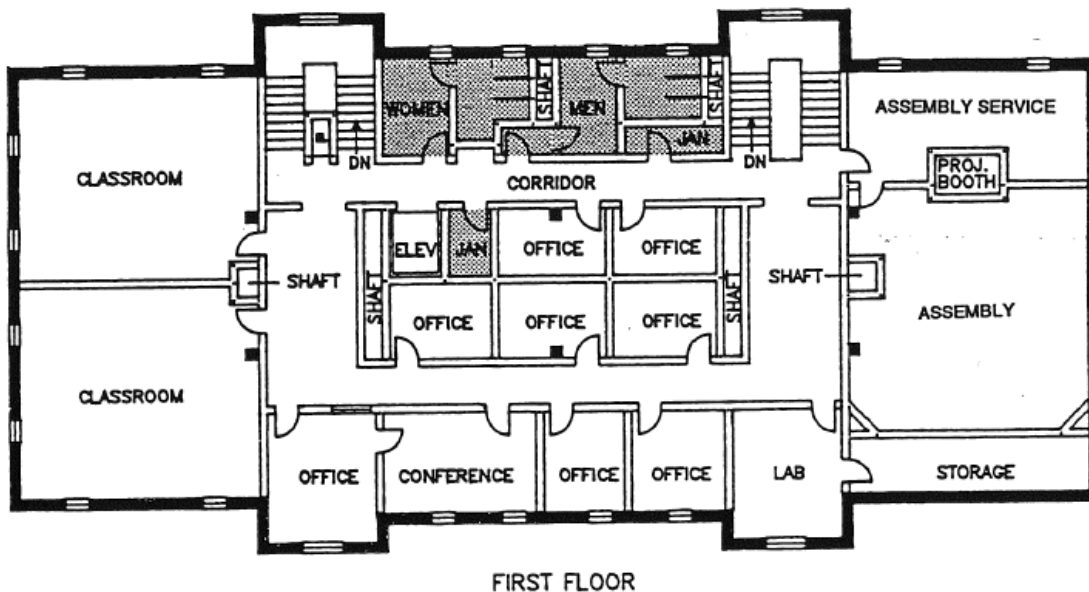 WOMEN
SHAFT
MEN
SHAFT
JAN
ASSEMBLY SERVICE
DN
DN
PROJ.
BOOTH
CLASSROOM
CORRIDOR
ELEV
JAN
OFFICE
OFFICE
SHAFT
SHAFT
SHAFT
SHAFT
OFFICE
OFFICE
OFFICE
ASSEMBLY
CLASSROOM
OFFICE
CONFERENCE
OFFICE
OFFICE
LAB
STORAGE
FIRST FLOOR